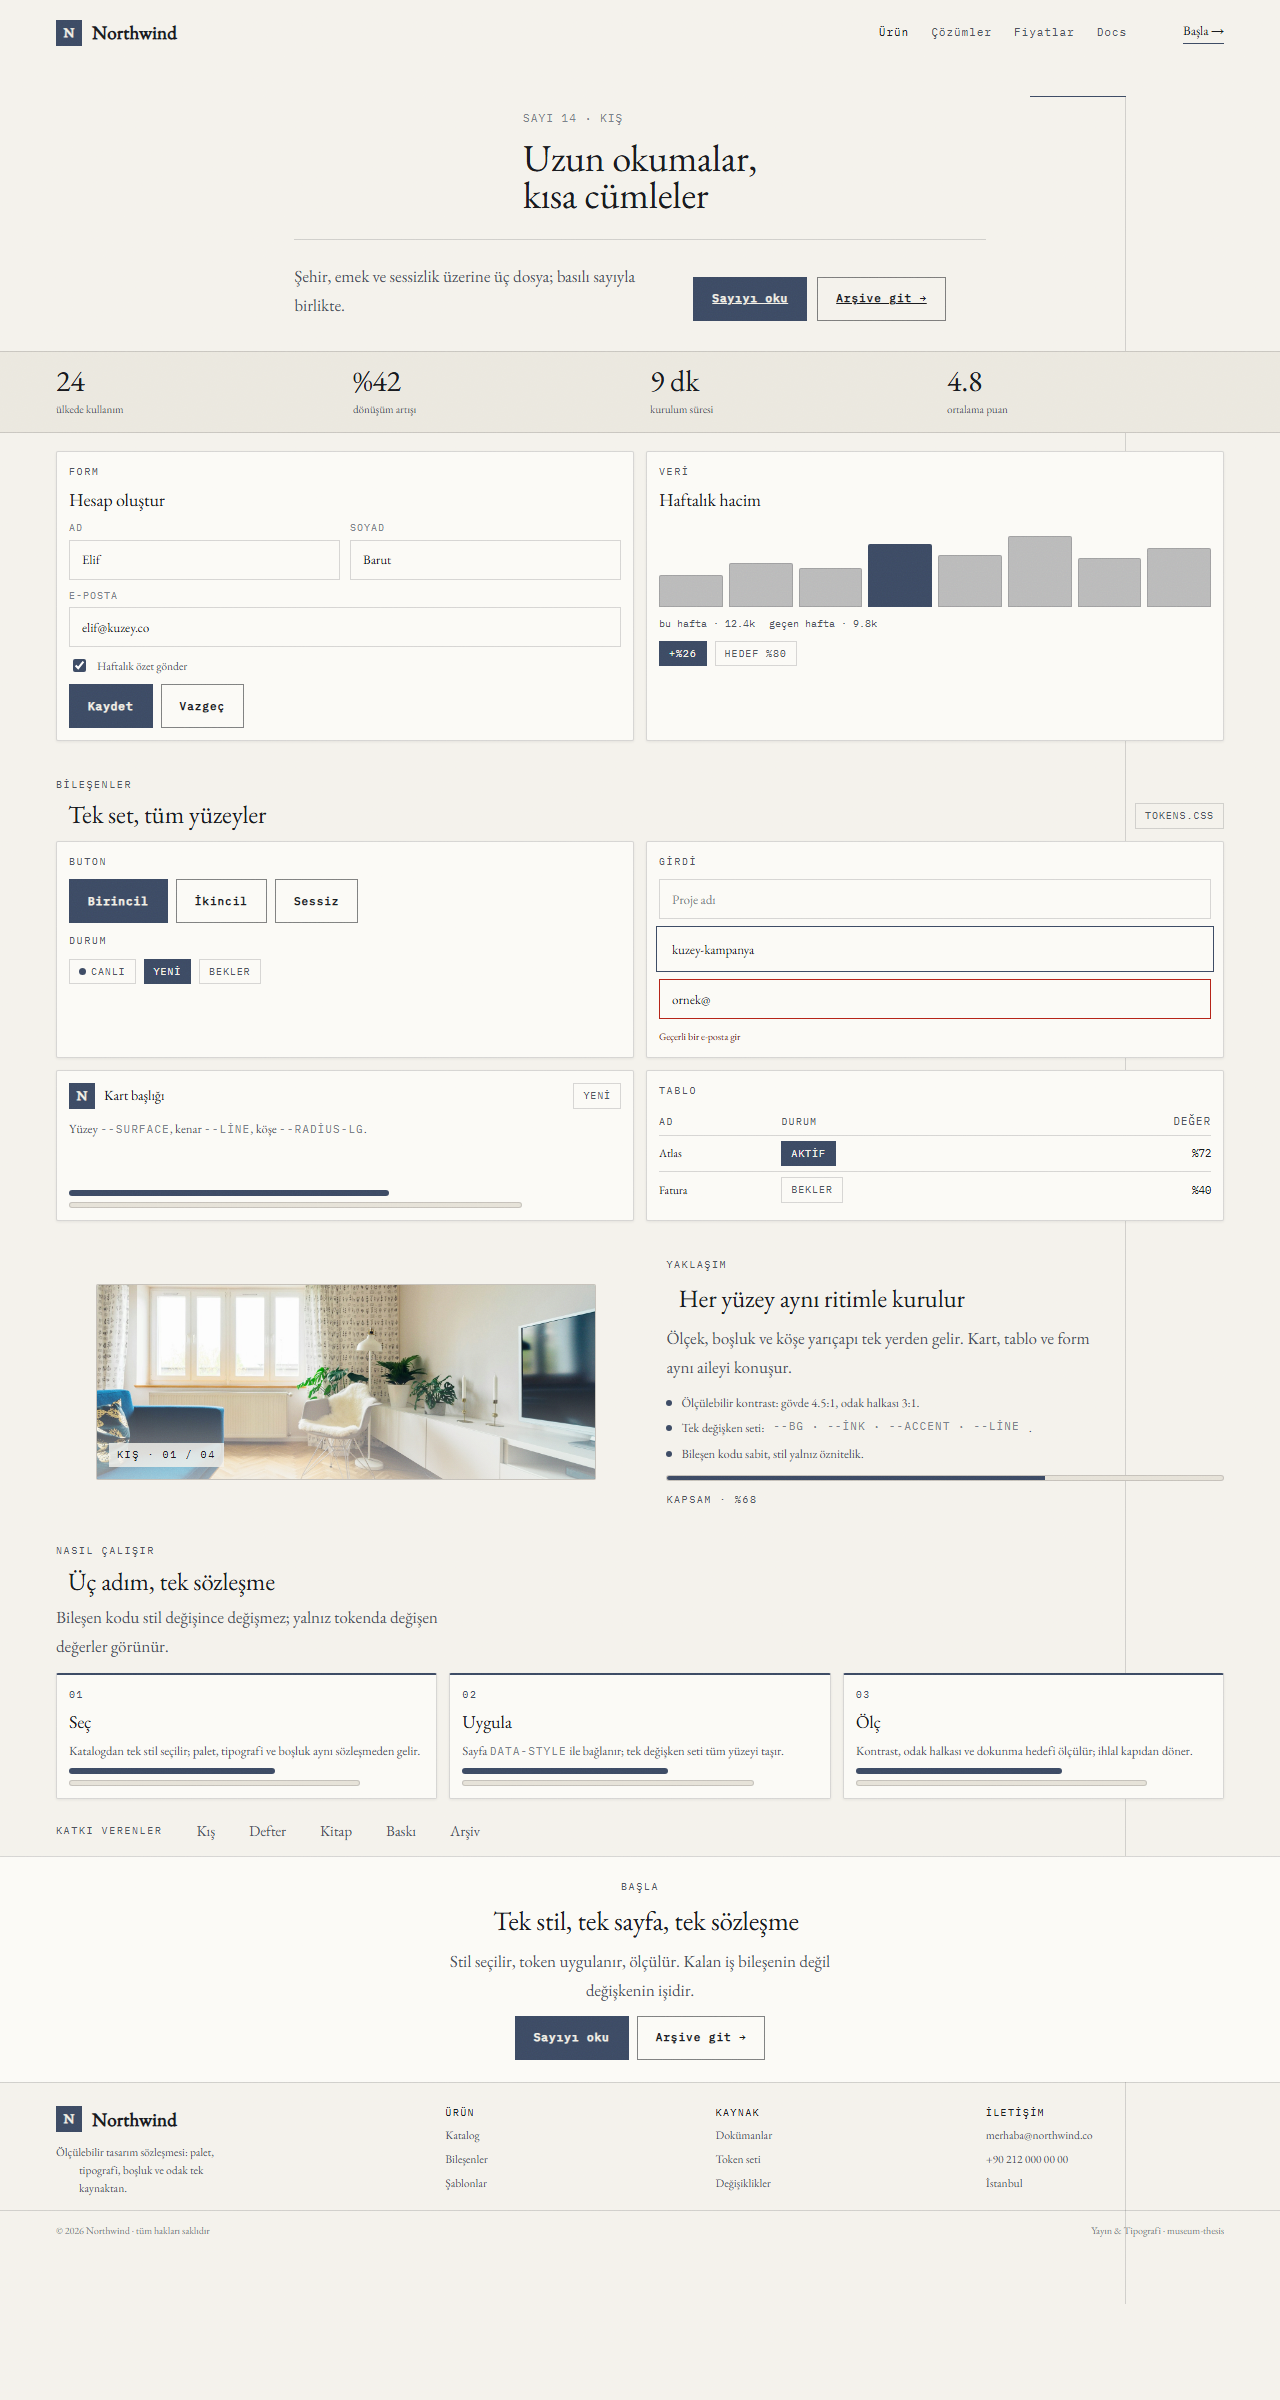 N Northwind
Ürün Çözümler Fiyatlar Docs Başla →
SAYI 14 · KIŞ
Uzun okumalar,
kısa cümleler
Şehir, emek ve sessizlik üzerine üç dosya; basılı sayıyla
birlikte.
Sayıyı oku Arşive git →
24 %42 9 dk 4.8
ülkede kullanım dönüşüm artışı kurulum süresi ortalama puan
FORM
Hesap oluştur
AD SOYAD
Elif Barut
E-POSTA
elif@kuzey.co
Haftalık özet gönder
Kaydet Vazgeç
VERİ
Haftalık hacim
bu hafta · 12.4k geçen hafta · 9.8k
+%26 HEDEF %80
BİLEŞENLER
Tek set, tüm yüzeyler
TOKENS.CSS
BUTON
Birincil İkincil Sessiz
DURUM
CANLI YENİ BEKLER
GİRDİ
Proje adı
kuzey-kampanya
ornek@
Geçerli bir e-posta gir
N Kart başlığı YENİ
Yüzey --SURFACE, kenar --LİNE, köşe --RADİUS-LG.
TABLO
AD DURUM DEĞER
Atlas AKTİF %72
Fatura BEKLER %40
KIŞ · 01 / 04
YAKLAŞIM
Her yüzey aynı ritimle kurulur
Ölçek, boşluk ve köşe yarıçapı tek yerden gelir. Kart, tablo ve form
aynı aileyi konuşur.
Ölçülebilir kontrast: gövde 4.5:1, odak halkası 3:1.
Tek değişken seti: --BG · --İNK · --ACCENT · --LİNE .
Bileşen kodu sabit, stil yalnız öznitelik.
KAPSAM · %68
NASIL ÇALIŞIR
Üç adım, tek sözleşme
Bileşen kodu stil değişince değişmez; yalnız tokenda değişen
değerler görünür.
01
Seç
Katalogdan tek stil seçilir; palet, tipografi ve boşluk aynı sözleşmeden gelir.
02
Uygula
Sayfa DATA-STYLE ile bağlanır; tek değişken seti tüm yüzeyi taşır.
03
Ölç
Kontrast, odak halkası ve dokunma hedefi ölçülür; ihlal kapıdan döner.
KATKI VERENLER Kış Defter Kitap Baskı Arşiv
BAŞLA
Tek stil, tek sayfa, tek sözleşme
Stil seçilir, token uygulanır, ölçülür. Kalan iş bileşenin değil
değişkenin işidir.
Sayıyı oku Arşive git →
N Northwind
Ölçülebilir tasarım sözleşmesi: palet,
tipografi, boşluk ve odak tek
kaynaktan.
ÜRÜN
Katalog
Bileşenler
Şablonlar
KAYNAK
Dokümanlar
Token seti
Değişiklikler
İLETİŞİM
merhaba@northwind.co
+90 212 000 00 00
İstanbul
© 2026 Northwind · tüm hakları saklıdır
Yayın & Tipografi · museum-thesis